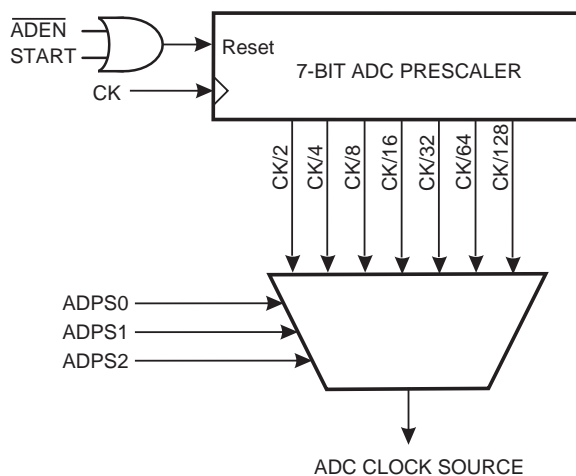 ADEN
START
Reset
7-BIT ADC PRESCALER
CK
CK/2
CK/4
CK/8
CK/16
CK/32
CK/64
CK/128
ADPS0
ADPS1
ADPS2
ADC CLOCK SOURCE